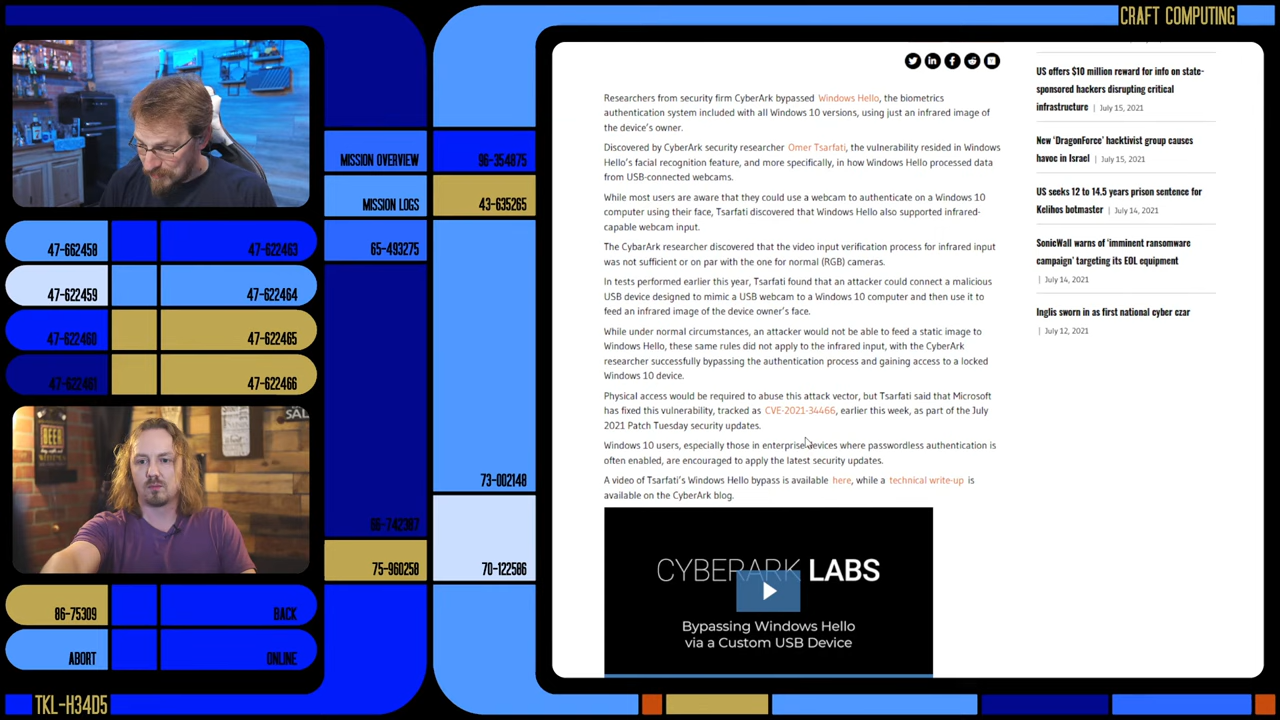 CRAFT COMPUTING
MISSION OVERVIEW
96-354875
MISSION LOGS
43-635265
47-662458
47-622463
65-493275
47-622459
47-622464
47-622460
47-622465
47-622461
47-622466
73-002148
96-742387
75-960258
70-122586
86-75309
BACK
ABORT
ONLINE
TKL-H34D5
BEER
SAL
Researchers from security firm CyberArk bypassed Windows Hello, the biometrics
authentication system included with all Windows 10 versions, using just an infrared image of
the device's owner.
Discovered by CyberArk security researcher Omer Tsarfati, the vulnerability resided in Windows
Hello's facial recognition feature, and more specifically, in how Windows Hello processed data
from USB-connected webcams.
While most users are aware that they could use a webcam to authenticate on a Windows 10
computer using their face, Tsarfati discovered that Windows Hello also supported infrared-
capable webcam input.
The CybarArk researcher discovered that the video input verification process for infrared input
was not sufficient or on par with the one for normal (RGB) cameras.
In tests performed earlier this year, Tsarfati found that an attacker could connect a malicious
USB device designed to mimic a USB webcam to a Windows 10 computer and then use it to
feed an infrared image of the device owner's face.
While under normal circumstances, an attacker would not be able to feed a static image to
Windows Hello, these same rules did not apply to the infrared input, with the CyberArk
researcher successfully bypassing the authentication process and gaining access to a locked
Windows 10 device.
Physical access would be required to abuse this attack vector, but Tsarfati said that Microsoft
has fixed this vulnerability, tracked as CVE-2021-34466, earlier this week, as part of the July
2021 Patch Tuesday security updates.
Windows 10 users, especially those in enterprise devices where passwordless authentication is
often enabled, are encouraged to apply the latest security updates.
A video of Tsarfati's Windows Hello bypass is available here, while a technical write-up is
available on the CyberArk blog.
CYBERARK LABS
Bypassing Windows Hello
via a Custom USB Device
US offers $10 million reward for info on state-
sponsored hackers disrupting critical
infrastructure | July 15, 2021
New 'DragonForce' hacktivist group causes
havoc in Israel | July 15, 2021
US seeks 12 to 14.5 years prison sentence for
Kelihos botmaster | July 14, 2021
SonicWall warns of 'imminent ransomware
campaign' targeting its EOL equipment
| July 14, 2021
Inglis sworn in as first national cyber czar
| July 12, 2021